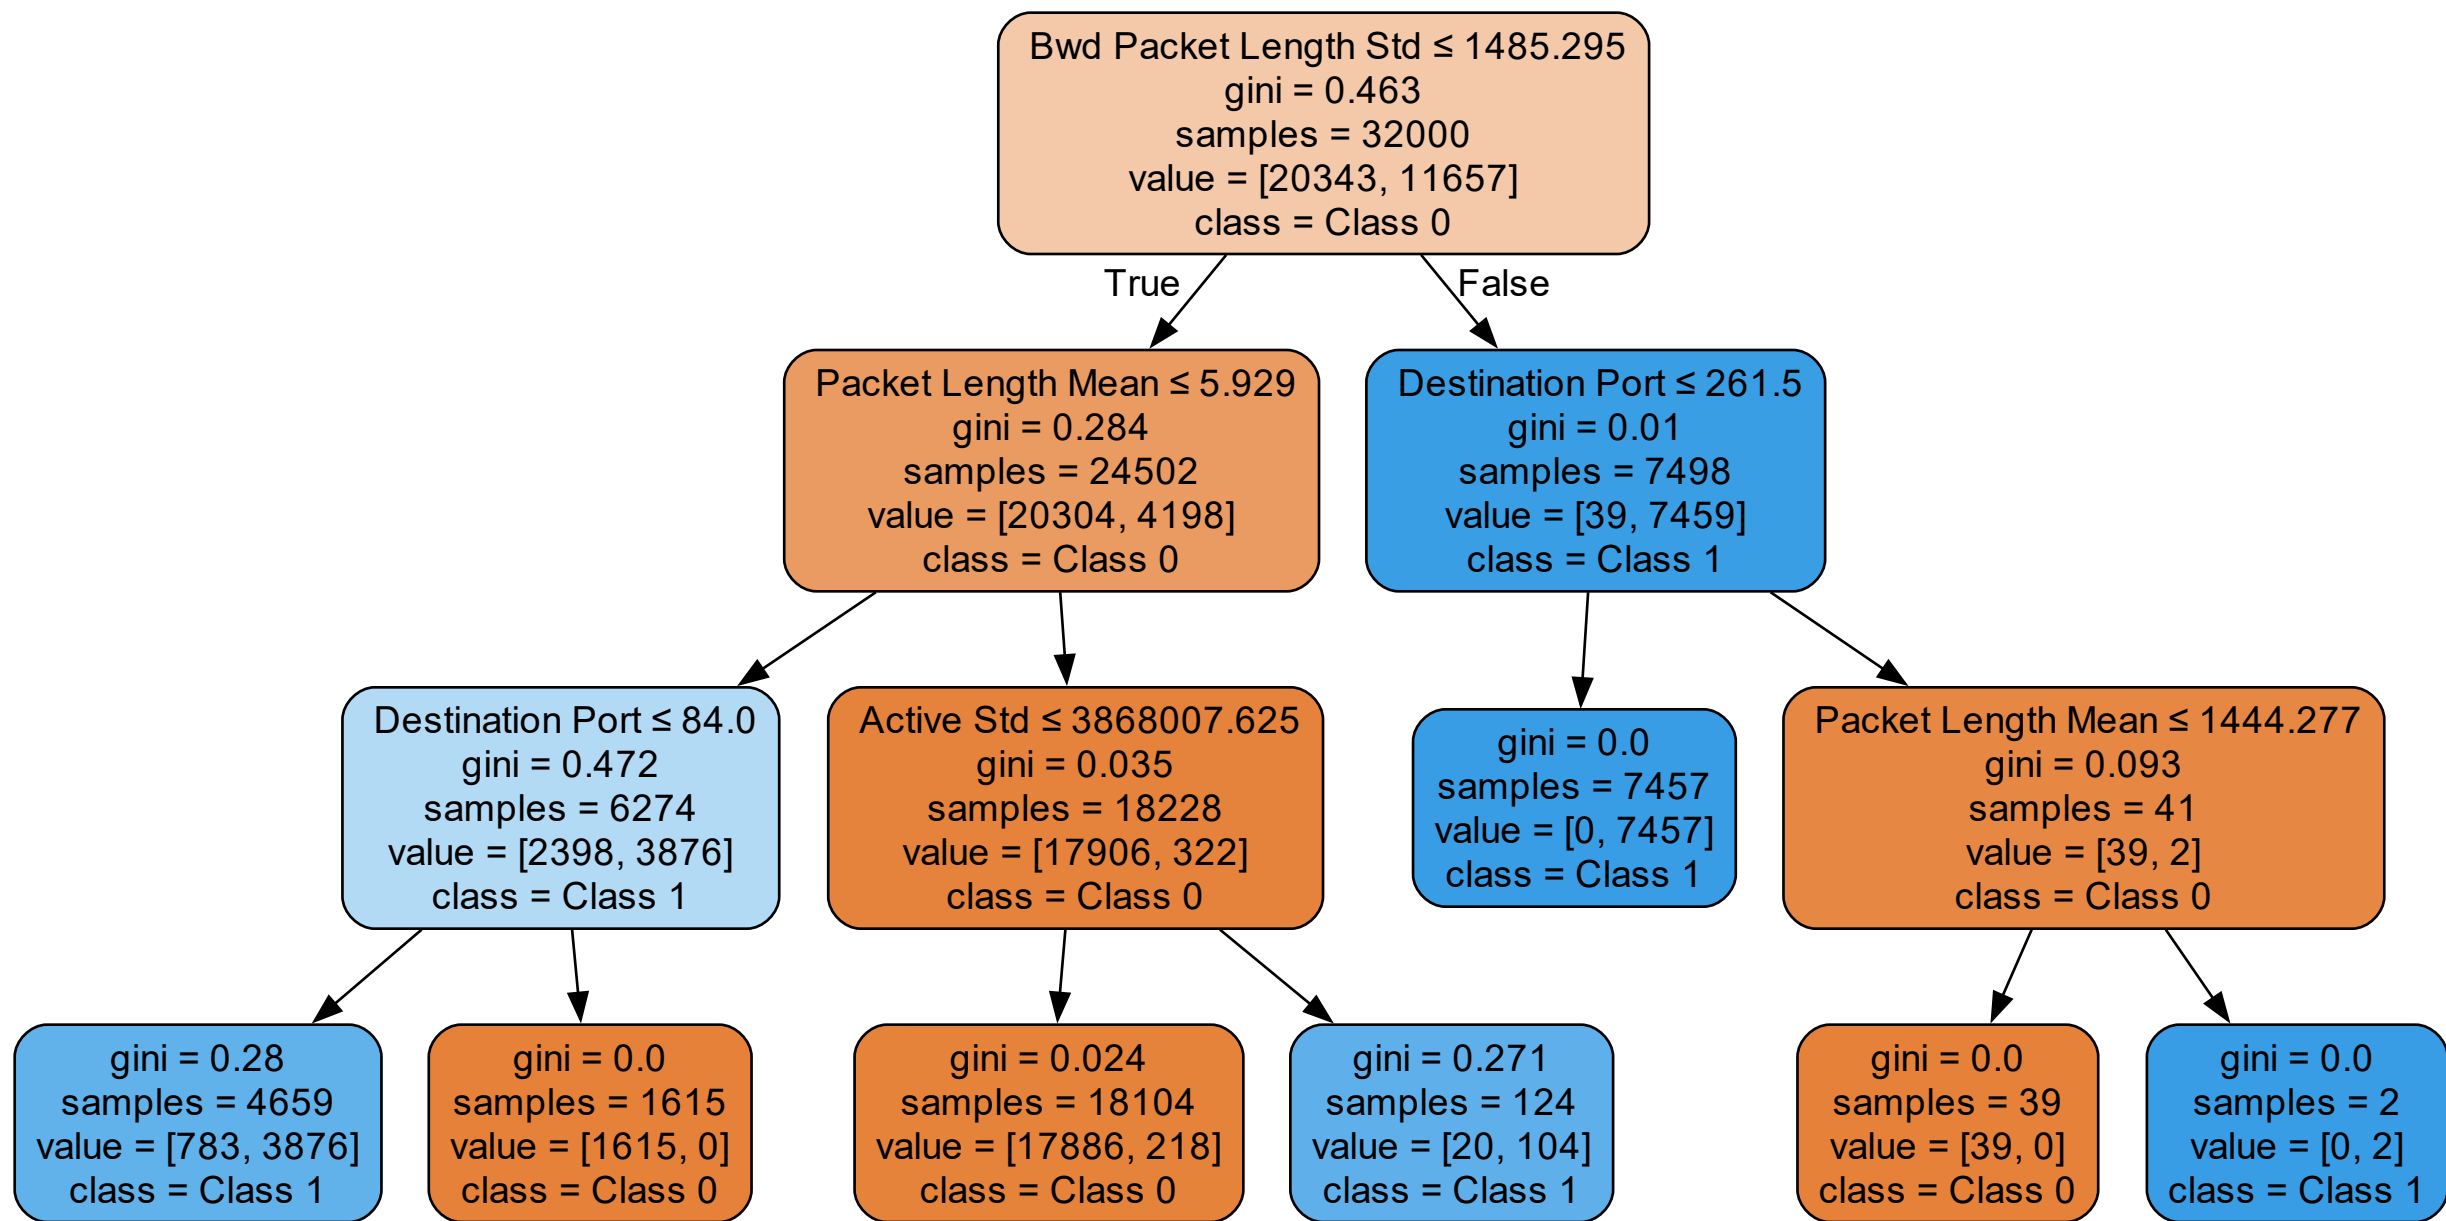 Bwd Packet Length Std ≤ 1485.295
gini = 0.463
samples = 32000
value = [20343, 11657]
class = Class 0
True
False
Packet Length Mean ≤ 5.929
gini = 0.284
samples = 24502
value = [20304, 4198]
class = Class 0
Destination Port ≤ 261.5
gini = 0.01
samples = 7498
value = [39, 7459]
class = Class 1
Destination Port ≤ 84.0
gini = 0.472
samples = 6274
value = [2398, 3876]
class = Class 1
Active Std ≤ 3868007.625
gini = 0.035
samples = 18228
value = [17906, 322]
class = Class 0
gini = 0.0
samples = 7457
value = [0, 7457]
class = Class 1
Packet Length Mean ≤ 1444.277
gini = 0.093
samples = 41
value = [39, 2]
class = Class 0
gini = 0.28
samples = 4659
value = [783, 3876]
class = Class 1
gini = 0.0
samples = 1615
value = [1615, 0]
class = Class 0
gini = 0.024
samples = 18104
value = [17886, 218]
class = Class 0
gini = 0.271
samples = 124
value = [20, 104]
class = Class 1
gini = 0.0
samples = 39
value = [39, 0]
class = Class 0
gini = 0.0
samples = 2
value = [0, 2]
class = Class 1